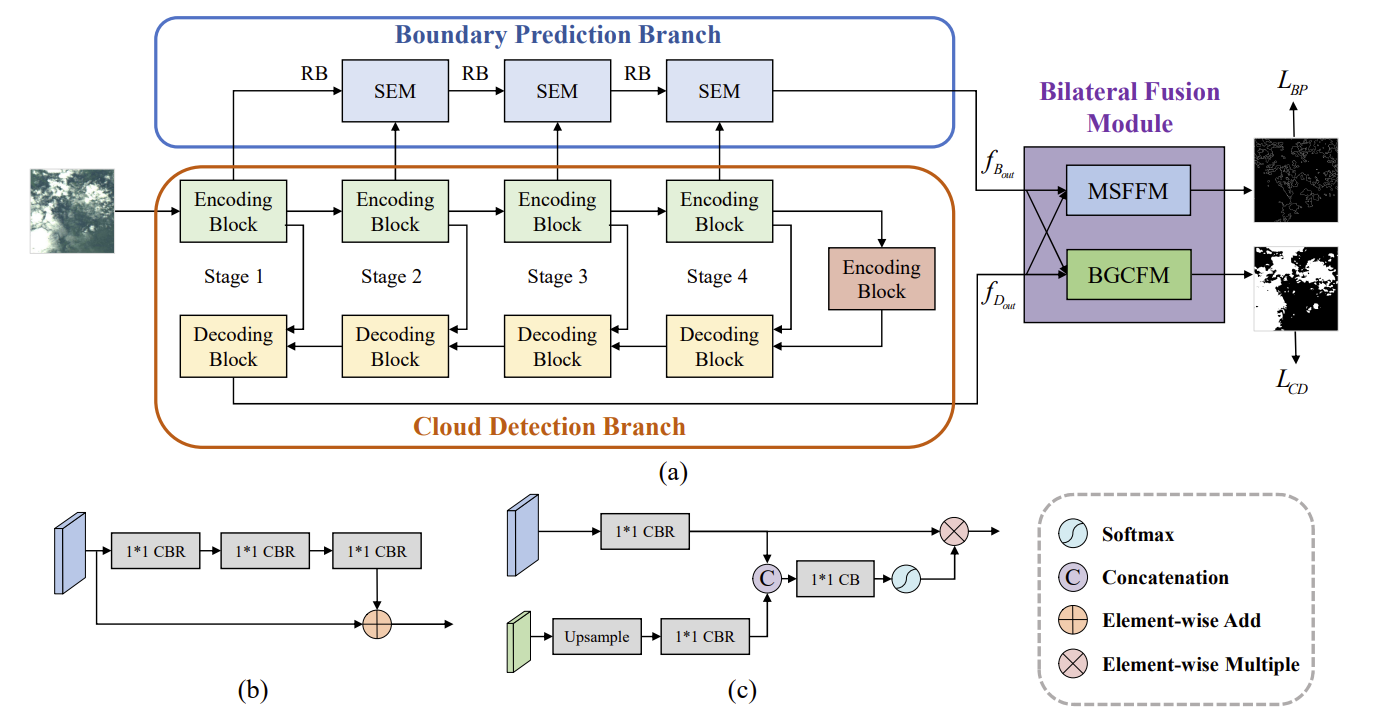 Boundary Prediction Branch
RB
SEM
RB
SEM
RB
SEM
Bilateral Fusion
Module
L_BP
f_{B_{out}}
MSFFM
BGCFM
f_{D_{out}}
L_CD
Encoding
Block
Encoding
Block
Encoding
Block
Encoding
Block
Stage 1
Stage 2
Stage 3
Stage 4
Encoding
Block
Decoding
Block
Decoding
Block
Decoding
Block
Decoding
Block
Cloud Detection Branch
(a)
1*1 CBR
1*1 CBR
1*1 CBR
(b)
1*1 CBR
C
1*1 CB
Upsample
1*1 CBR
(c)
Softmax
C
Concatenation
Element-wise Add
Element-wise Multiple